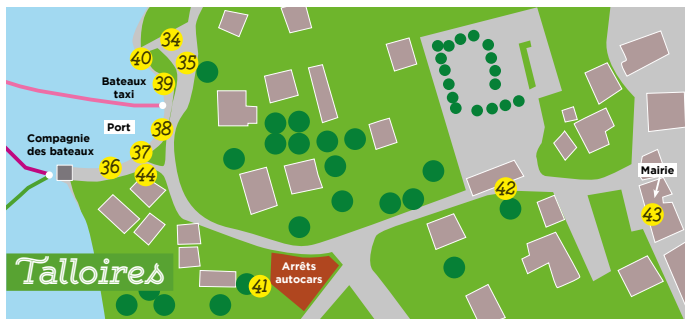 34
40
35
Bateaux
taxi
39
Port
38
Compagnie
des bateaux
37
36
44
42
Mairie
43
Talloires
41
Arrêts
autocars